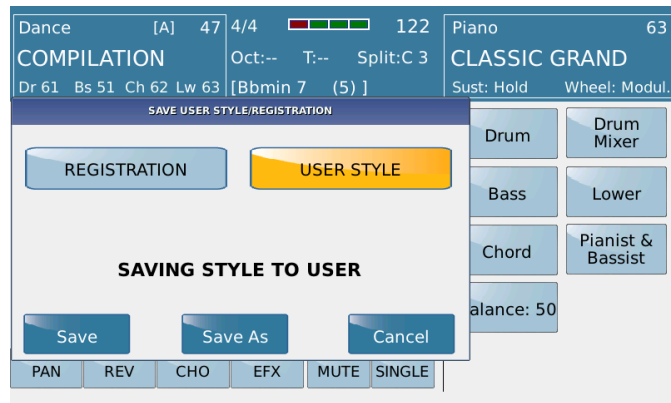 Dance [A] 47 4/4 122 Piano 63
COMPILATION Oct:-- T:-- Split:C 3 CLASSIC GRAND
Dr 61 Bs 51 Ch 62 Lw 63 [Bbmin 7 (5) ] Sust: Hold Wheel: Modul.
SAVE USER STYLE/REGISTRATION
REGISTRATION USER STYLE
SAVING STYLE TO USER
Save Save As Cancel
Drum Drum
Mixer
Bass Lower
Chord Pianist &
Bassist
alance: 50
PAN REV CHO EFX MUTE SINGLE